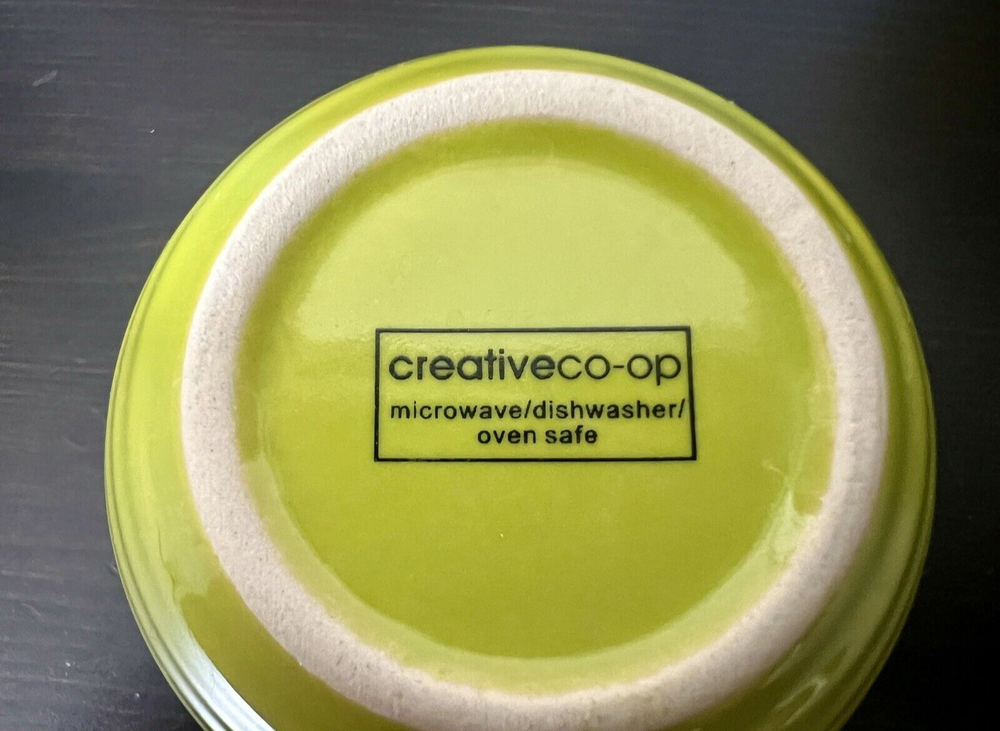 creativeco-op
microwave/dishwasher/
oven safe